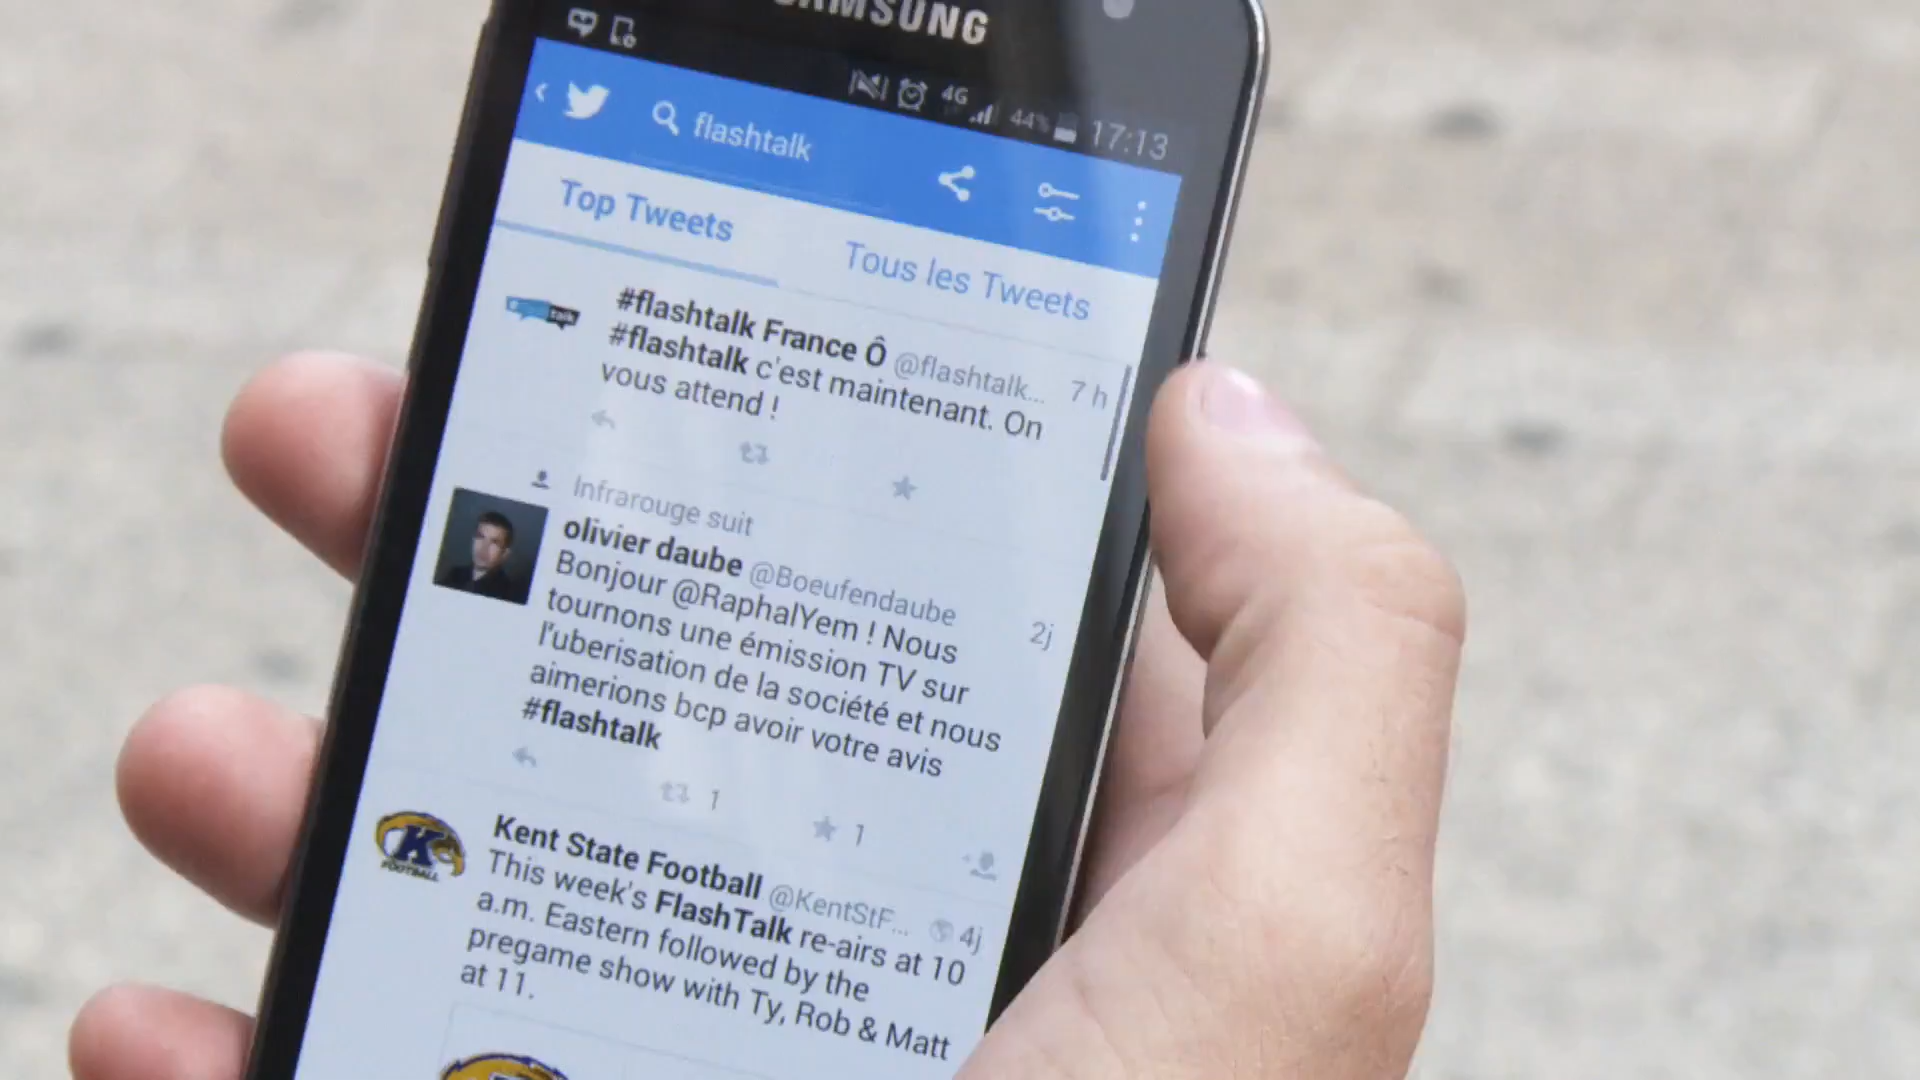 SAMSUNG
4G 44% 17:13
flashtalk
Top Tweets
Tous les Tweets
talk
#flashtalk France Ô @flashtalk... 7 h
#flashtalk c'est maintenant. On
vous attend !
Infrarouge suit
olivier daube @Boeufendaube 2j
Bonjour @RaphalYem ! Nous
tournons une émission TV sur
l'uberisation de la société et nous
aimerions bcp avoir votre avis
#flashtalk
1 1
K
FOOTBALL
Kent State Football @KentStF... 4j
This week's FlashTalk re-airs at 10
a.m. Eastern followed by the
pregame show with Ty, Rob & Matt
at 11.